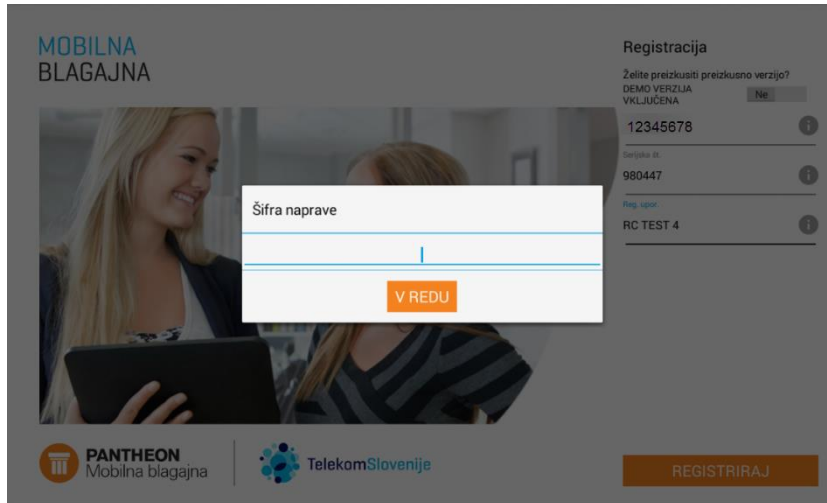 MOBILNA
BLAGAJNA
Registracija
Želite preizkusiti preizkusno verzijo?
DEMO VERZIJA
VKLJUČENA
Ne
12345678
Serijska št.
980447
Reg. upor.
RC TEST 4
Šifra naprave
V REDU
PANTHEON
Mobilna blagajna
TelekomSlovenije
REGISTRIRAJ